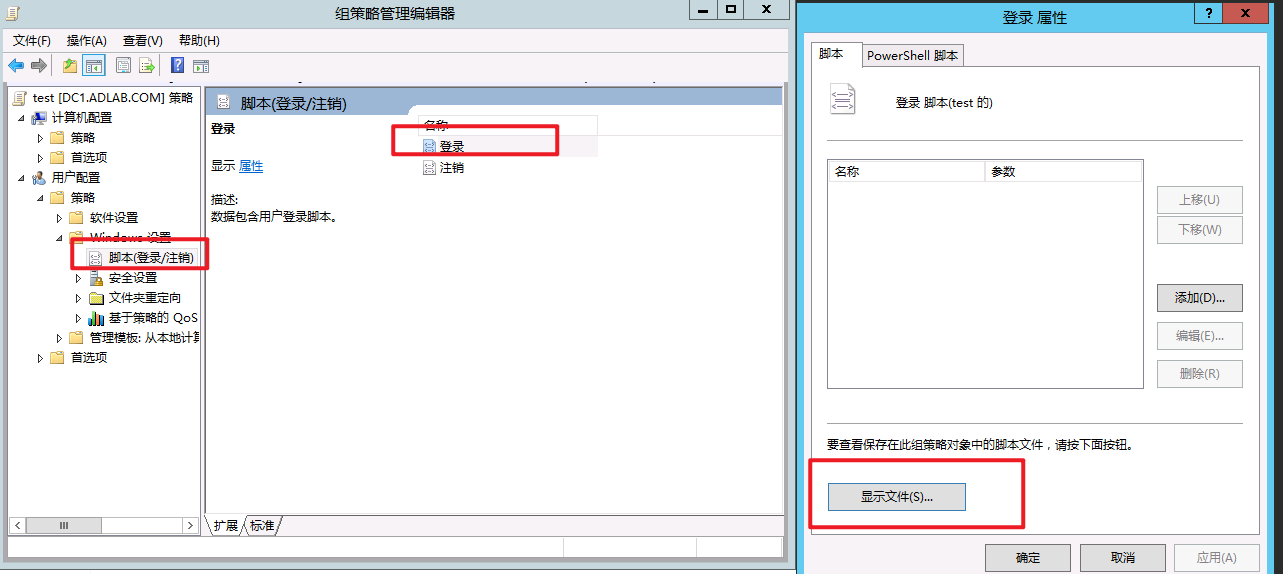 组策略管理编辑器
文件(F) 操作(A) 查看(V) 帮助(H)
test [DC1.ADLAB.COM] 策略
计算机配置
策略
首选项
用户配置
策略
软件设置
Windows 设置
脚本(登录/注销)
安全设置
文件夹重定向
基于策略的 QoS
管理模板: 从本地计算
首选项
脚本(登录/注销)
登录
显示 属性
描述:
数据包含用户登录脚本。
名称
登录
注销
扩展 标准
登录 属性
脚本 PowerShell 脚本
登录 脚本(test 的)
名称 参数
上移(U)
下移(W)
添加(D)...
编辑(E)...
删除(R)
要查看保存在此组策略对象中的脚本文件，请按下面按钮。
显示文件(S)...
确定 取消 应用(A)